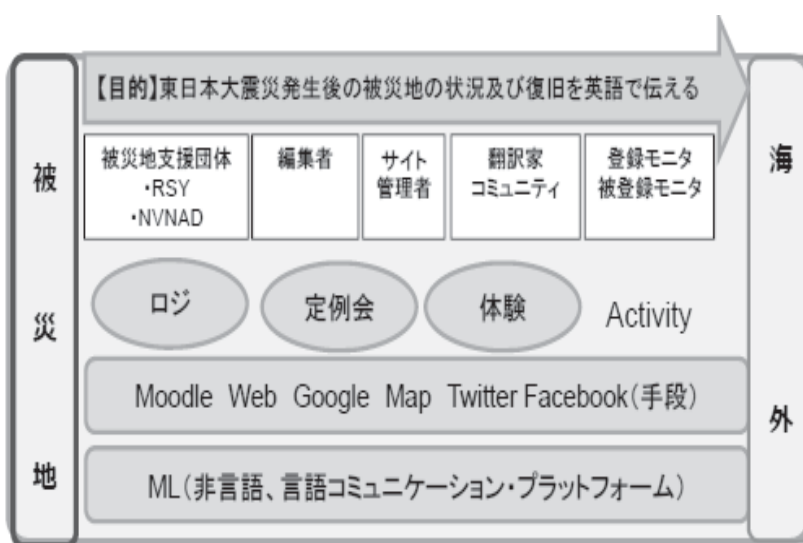 【目的】東日本大震災発生後の被災地の状況及び復旧を英語で伝える
被災地
被災地支援団体
・RSY
・NVNAD
編集者
サイト
管理者
翻訳家
コミュニティ
登録モニタ
被登録モニタ
海外
ロジ
定例会
体験
Activity
Moodle Web Google Map Twitter Facebook(手段)
ML(非言語、言語コミュニケーション・プラットフォーム)